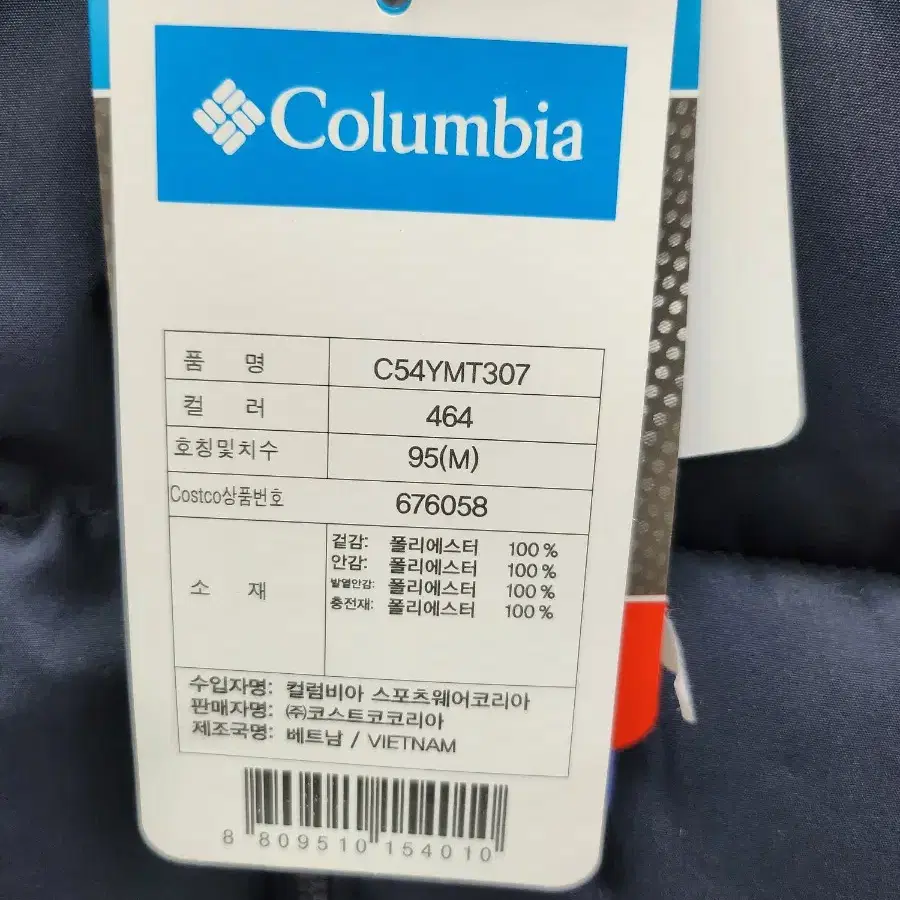 Columbia
품 명 C54YMT307
컬 러 464
호칭및치수 95(M)
Costco상품번호 676058
소 재
겉감: 폴리에스터 100 %
안감: 폴리에스터 100 %
발열안감: 폴리에스터 100 %
충전재: 폴리에스터 100 %
수입자명: 컬럼비아 스포츠웨어코리아
판매자명: ㈜코스트코코리아
제조국명: 베트남 / VIETNAM
8 809510 154010